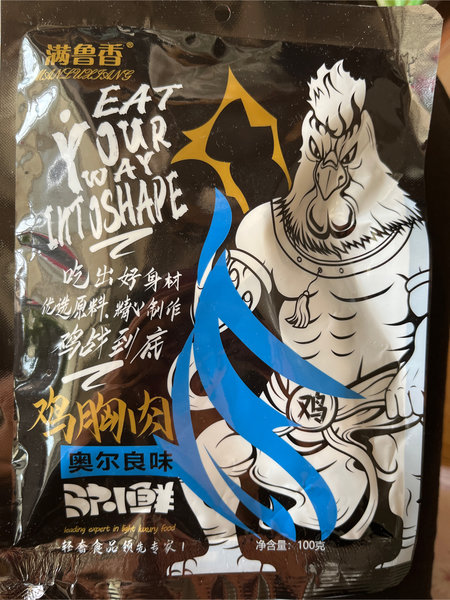 满鲁香®
MANLUXIANG
EAT
YOUR
WAY
INTOSHAPE
吃出好身材
优选原料、精心制作
鸡战到底
鸡胸肉
奥尔良味
鸡
leading expert in light luxury food
轻奢食品领先专家!
净含量: 100克